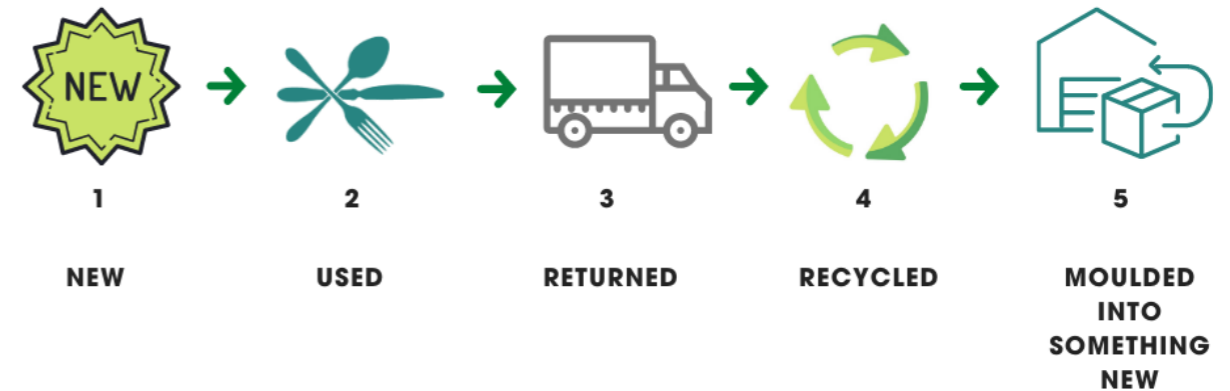 NEW
1
2
3
4
5
NEW
USED
RETURNED
RECYCLED
MOULDED
INTO
SOMETHING
NEW